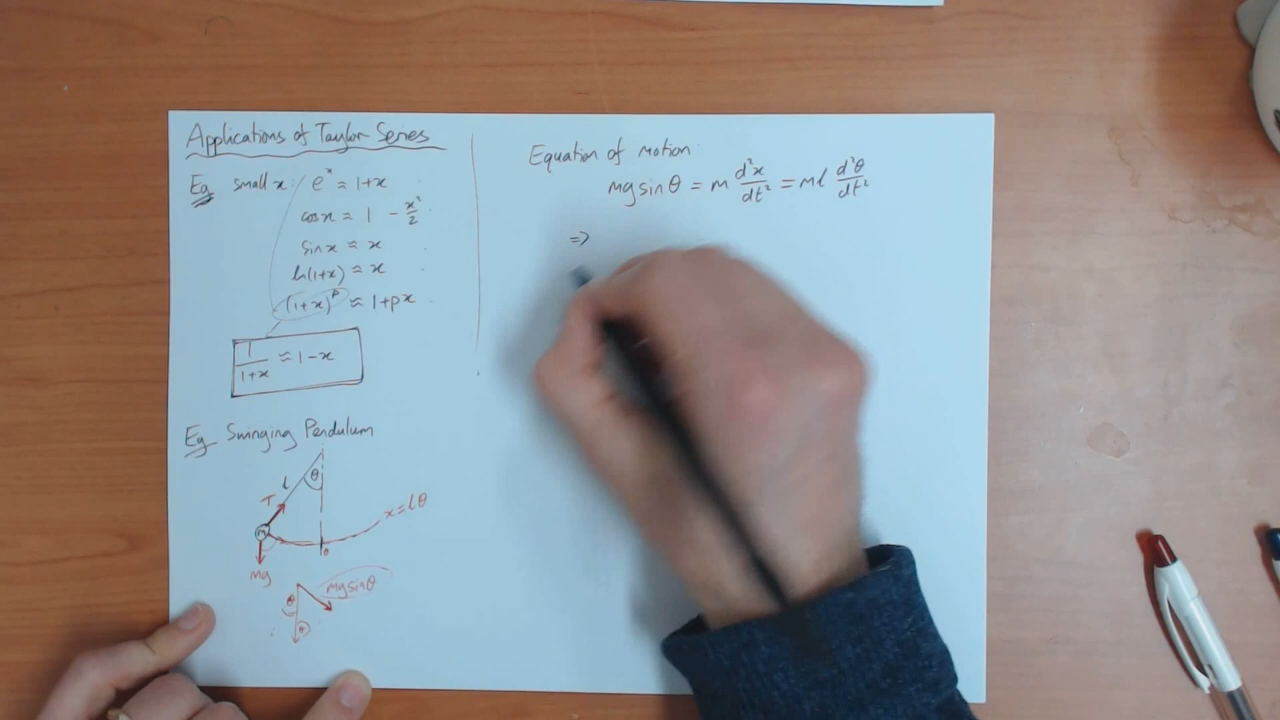 Applications of Taylor Series
Eg small x: e^x ≈ 1+x
cos x ≈ 1 - x²/2
sin x ≈ x
ln(1+x) ≈ x
(1+x)^p ≈ 1+px
1/(1+x) ≈ 1-x
Eg Swinging Pendulum
θ
l
T
x=lθ
m
mg
mg sin θ
θ
Equation of motion:
mg sin θ = m d²x/dt² = ml d²θ/dt²
=>